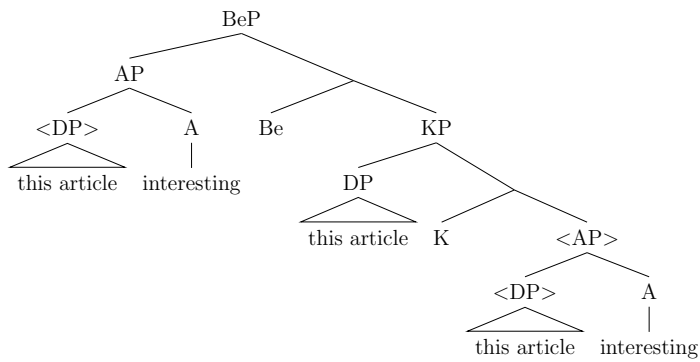 BeP
AP
<DP> A Be KP
this article interesting DP
this article K <AP>
<DP> A
this article interesting